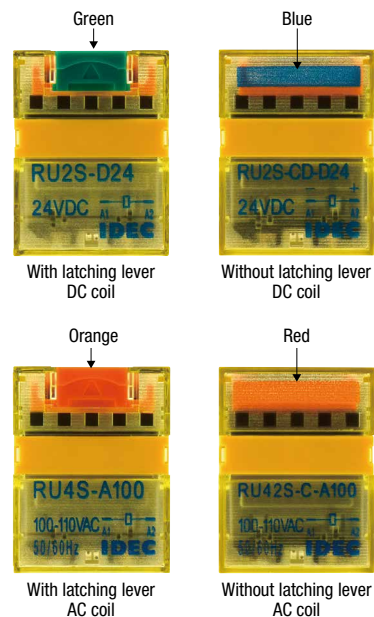 Green
Blue
RU2S-D24
24VDC
A1 A2
IDEC
RU2S-CD-D24
- +
24VDC
A1 A2
IDEC
With latching lever
DC coil
Without latching lever
DC coil
Orange
Red
RU4S-A100
100-110VAC
A1 A2
50/60Hz
IDEC
RU42S-C-A100
100-110VAC
A1 A2
50/60Hz
IDEC
With latching lever
AC coil
Without latching lever
AC coil